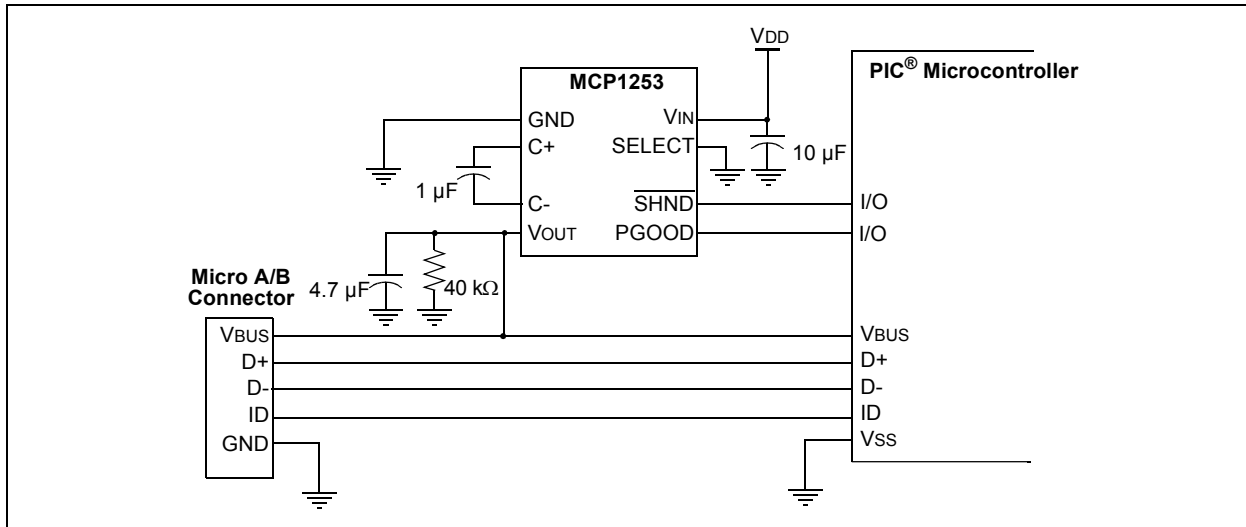 VDD
PIC® Microcontroller
MCP1253
GND
VIN
C+
SELECT
10 µF
1 µF
C-
SHND
I/O
VOUT
PGOOD
I/O
Micro A/B
Connector
4.7 µF
40 kΩ
VBUS
VBUS
D+
D+
D-
D-
ID
ID
GND
VSS